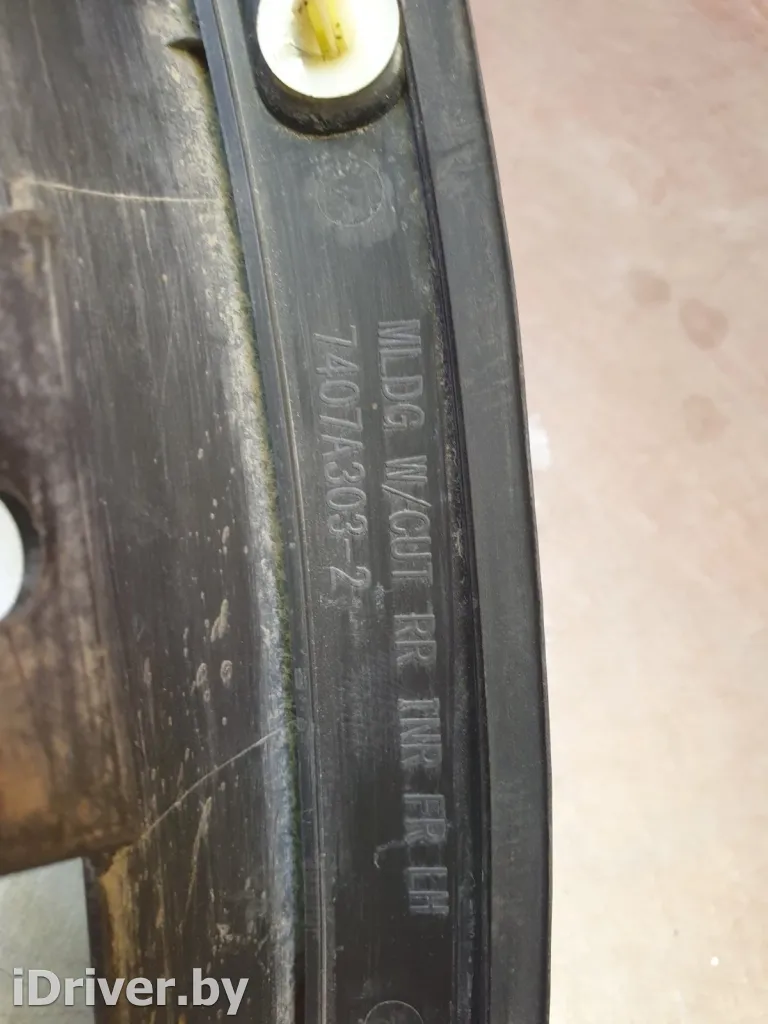 MLDG W/CUT RR INR FR LH
7407A303-2
iDriver.by